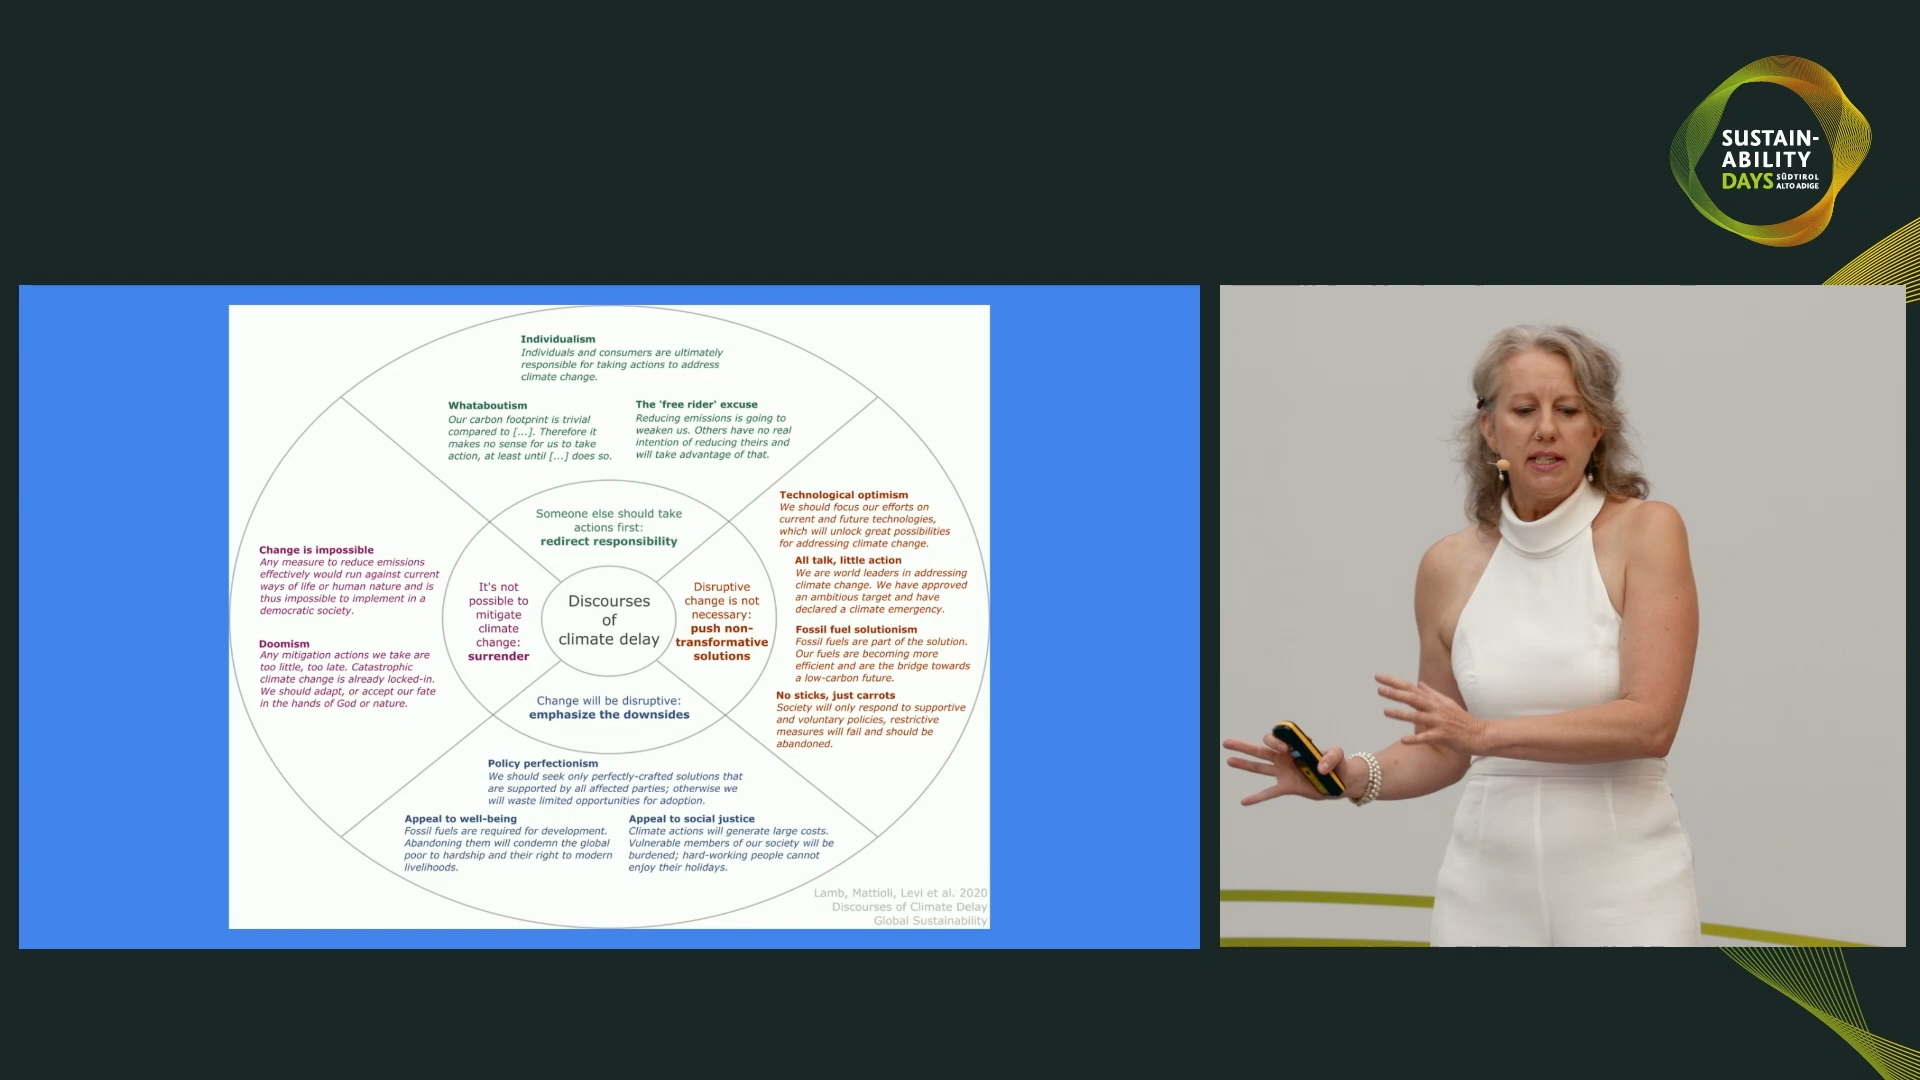 SUSTAIN-
ABILITY
DAYS SÜDTIROL
ALTO ADIGE
Individualism
Individuals and consumers are ultimately
responsible for taking actions to address
climate change.
Whataboutism
Our carbon footprint is trivial
compared to [...]. Therefore it
makes no sense for us to take
action, at least until [...] does so.
The 'free rider' excuse
Reducing emissions is going to
weaken us. Others have no real
intention of reducing theirs and
will take advantage of that.
Someone else should take
actions first:
redirect responsibility
Technological optimism
We should focus our efforts on
current and future technologies,
which will unlock great possibilities
for addressing climate change.
All talk, little action
We are world leaders in addressing
climate change. We have approved
an ambitious target and have
declared a climate emergency.
Fossil fuel solutionism
Fossil fuels are part of the solution.
Our fuels are becoming more
efficient and are the bridge towards
a low-carbon future.
No sticks, just carrots
Society will only respond to supportive
and voluntary policies, restrictive
measures will fail and should be
abandoned.
Change is impossible
Any measure to reduce emissions
effectively would run against current
ways of life or human nature and is
thus impossible to implement in a
democratic society.
Doomism
Any mitigation actions we take are
too little, too late. Catastrophic
climate change is already locked-in.
We should adapt, or accept our fate
in the hands of God or nature.
It's not
possible to
mitigate
climate
change:
surrender
Discourses
of
climate delay
Disruptive
change is not
necessary:
push non-
transformative
solutions
Change will be disruptive:
emphasize the downsides
Policy perfectionism
We should seek only perfectly-crafted solutions that
are supported by all affected parties; otherwise we
will waste limited opportunities for adoption.
Appeal to well-being
Fossil fuels are required for development.
Abandoning them will condemn the global
poor to hardship and their right to modern
livelihoods.
Appeal to social justice
Climate actions will generate large costs.
Vulnerable members of our society will be
burdened; hard-working people cannot
enjoy their holidays.
Lamb, Mattioli, Levi et al. 2020
Discourses of Climate Delay
Global Sustainability